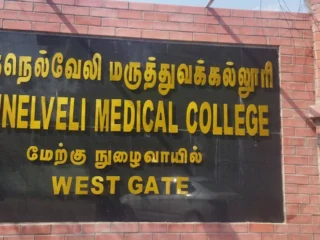 நெல்வேலி மருத்துவக்கல்லூரி
NELVELI MEDICAL COLLEGE
மேற்கு நுழைவாயில்
WEST GATE